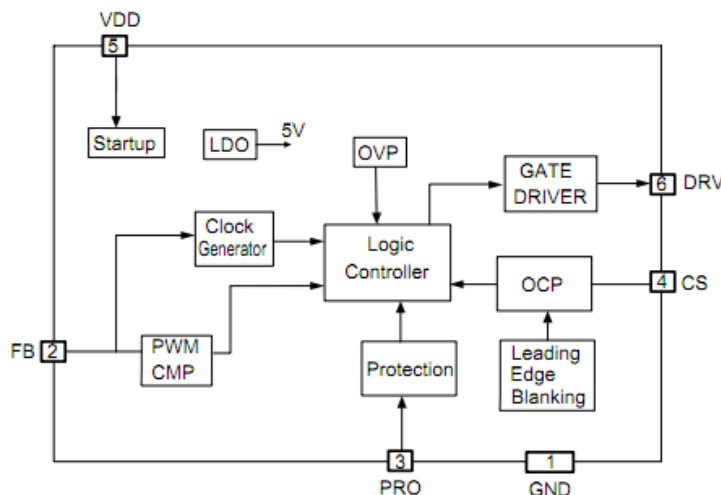 VDD
5
Startup
LDO
5V
OVP
GATE
DRIVER
6
DRV
Clock
Generator
Logic
Controller
OCP
4
CS
FB
2
PWM
CMP
Protection
Leading
Edge
Blanking
3
1
PRO
GND